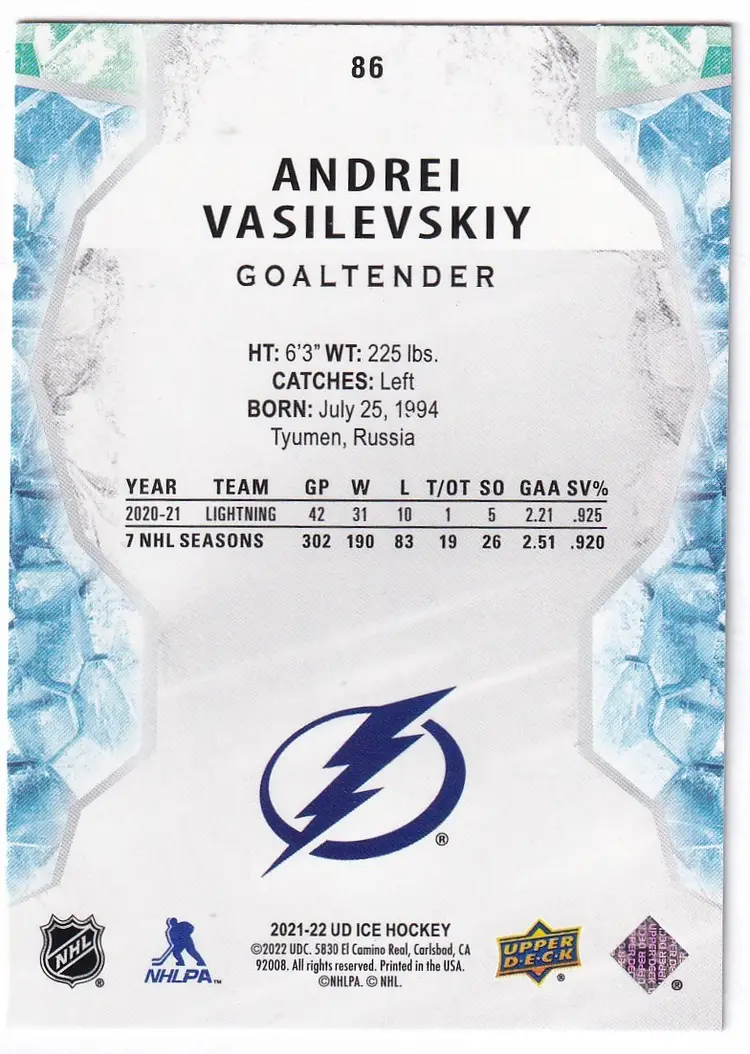 86
ANDREI
VASILEVSKIY
GOALTENDER
HT: 6'3" WT: 225 lbs.
CATCHES: Left
BORN: July 25, 1994
Tyumen, Russia
YEAR TEAM GP W L T/OT SO GAA SV%
2020-21 LIGHTNING 42 31 10 1 5 2.21 .925
7 NHL SEASONS 302 190 83 19 26 2.51 .920
®
2021-22 UD ICE HOCKEY
©2022 UDC. 5830 El Camino Real, Carlsbad, CA
92008. All rights reserved. Printed in the USA.
©NHLPA. © NHL.
NHL ®
NHLPA™
UPPER
D·E·C·K ®
UPPER DECK ®